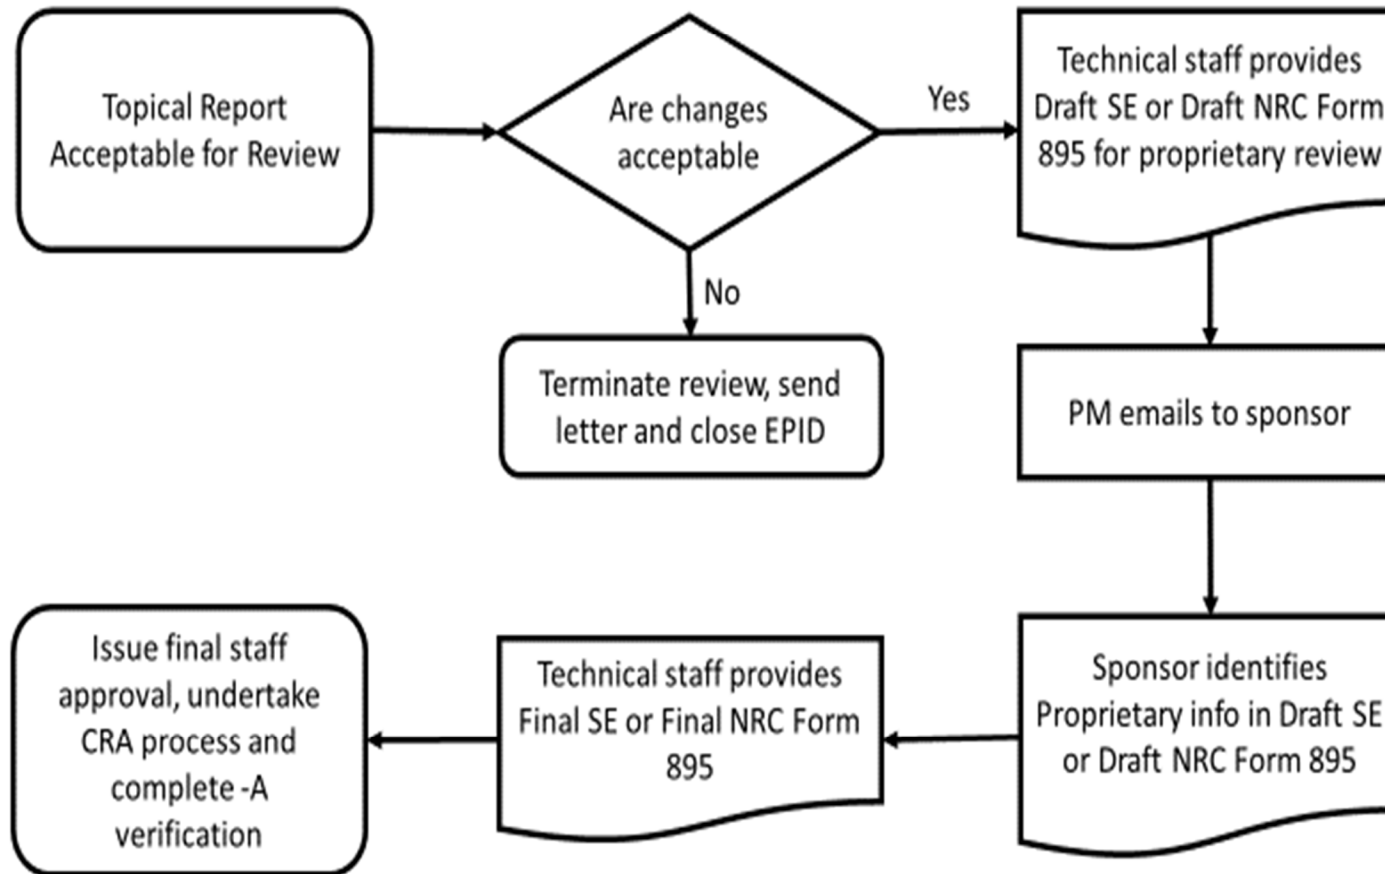 Topical Report
Acceptable for Review
Are changes
acceptable
Yes
Technical staff provides
Draft SE or Draft NRC Form
895 for proprietary review
No
Terminate review, send
letter and close EPID
PM emails to sponsor
Sponsor identifies
Proprietary info in Draft SE
or Draft NRC Form 895
Technical staff provides
Final SE or Final NRC Form
895
Issue final staff
approval, undertake
CRA process and
complete -A
verification